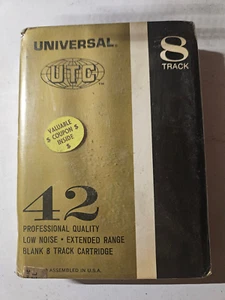 UNIVERSAL®
8
TRACK
UTC
TM
VALUABLE
$ COUPON $
INSIDE
$
42
PROFESSIONAL QUALITY
LOW NOISE • EXTENDED RANGE
BLANK 8 TRACK CARTRIDGE
ASSEMBLED IN U.S.A.